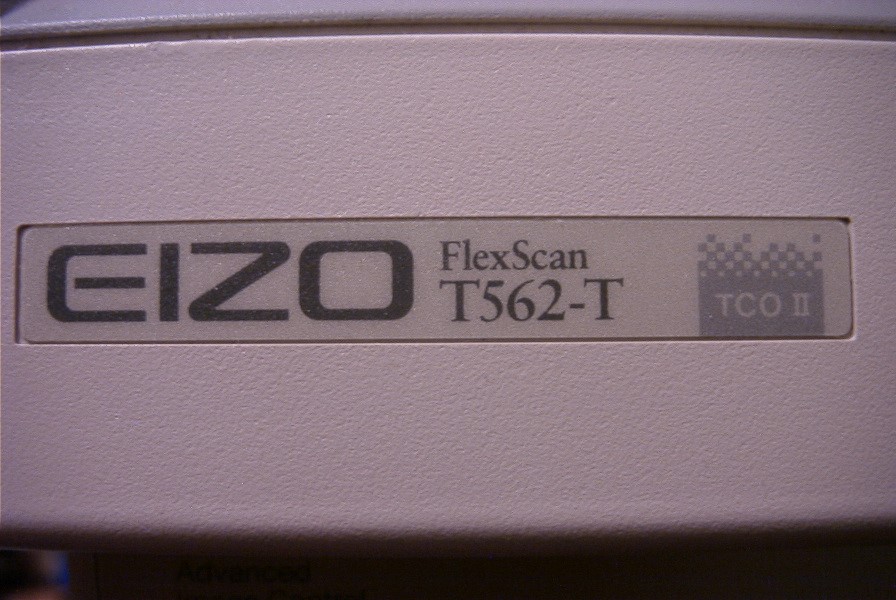 EIZO
FlexScan
T562-T
TCO II
Advanced